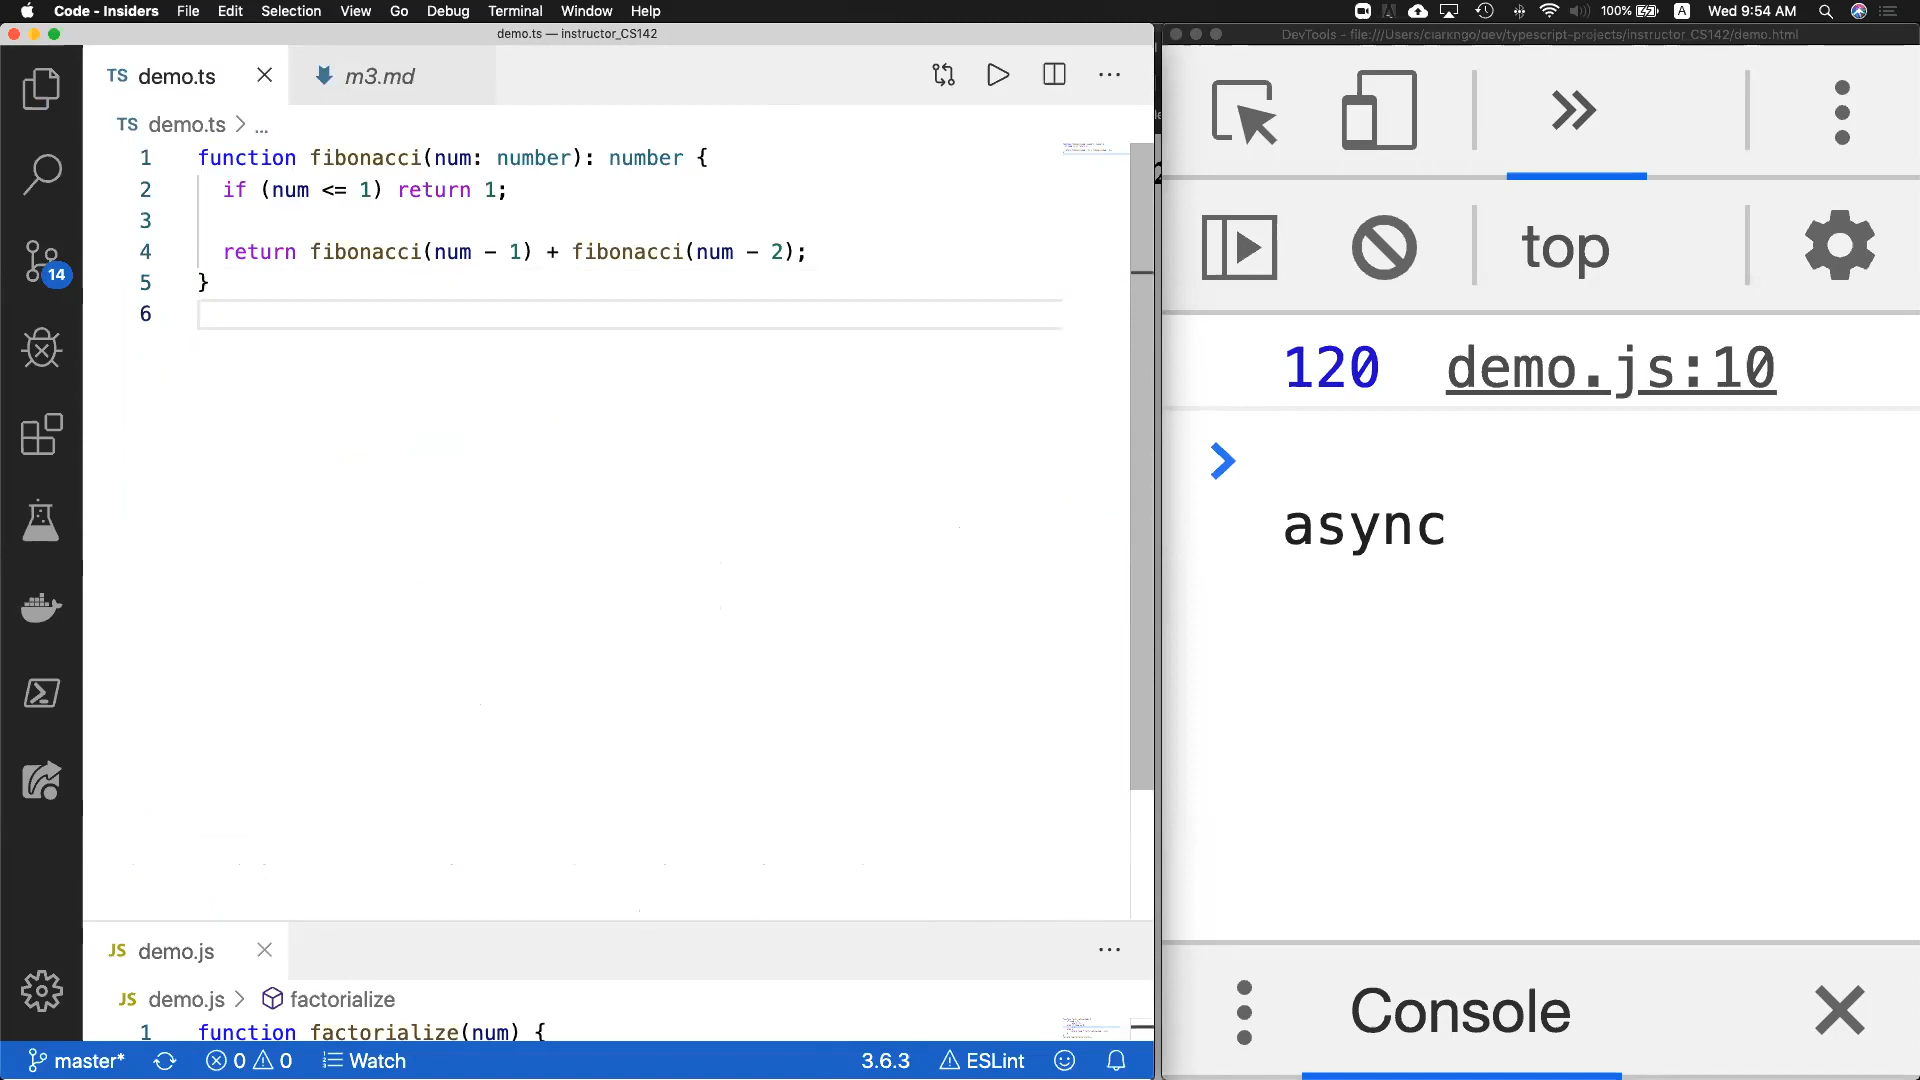 Code - Insiders File Edit Selection View Go Debug Terminal Window Help 100% A Wed 9:54 AM
demo.ts — instructor_CS142
DevTools - file:///Users/clarkngo/dev/typescript-projects/instructor_CS142/demo.html
TS demo.ts m3.md
TS demo.ts > ...
1 function fibonacci(num: number): number {
2 if (num <= 1) return 1;
3
4 return fibonacci(num - 1) + fibonacci(num - 2);
5 }
6
14
top
120 demo.js:10
async
JS demo.js
JS demo.js > factorialize
1 function factorialize(num) {
Console
master* 0 0 Watch 3.6.3 ESLint